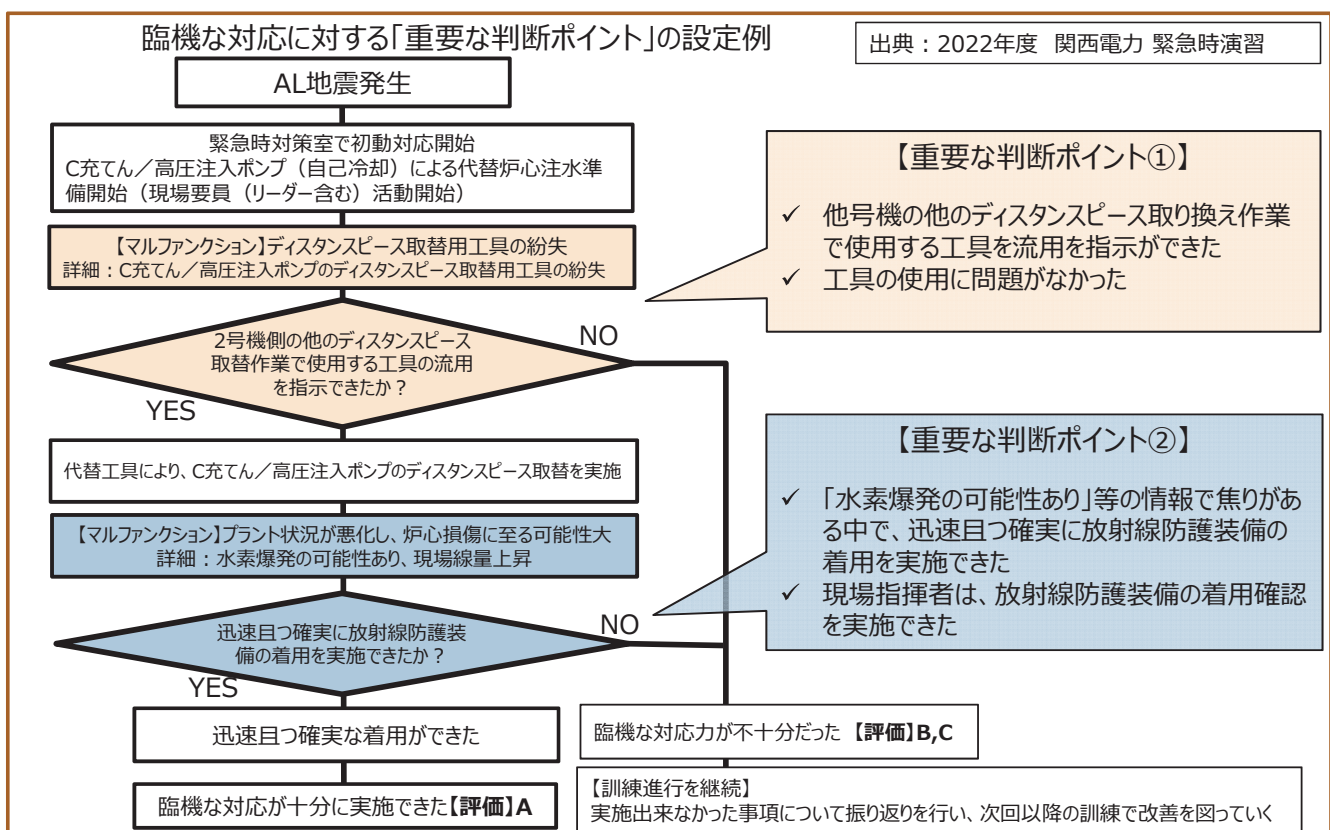 臨機な対応に対する「重要な判断ポイント」の設定例
出典：2022年度 関西電力 緊急時演習
AL地震発生
緊急時対策室で初動対応開始
C充てん／高圧注入ポンプ（自己冷却）による代替炉心注水準
備開始（現場要員（リーダー含む）活動開始）
【マルファンクション】ディスタンスピース取替用工具の紛失
詳細：C充てん／高圧注入ポンプのディスタンスピース取替用工具の紛失
【重要な判断ポイント①】
✓ 他号機の他のディスタンスピース取り換え作業
で使用する工具を流用を指示ができた
✓ 工具の使用に問題がなかった
2号機側の他のディスタンスピース
取替作業で使用する工具の流用
を指示できたか？
NO
YES
代替工具により、C充てん／高圧注入ポンプのディスタンスピース取替を実施
【マルファンクション】プラント状況が悪化し、炉心損傷に至る可能性大
詳細：水素爆発の可能性あり、現場線量上昇
【重要な判断ポイント②】
✓ 「水素爆発の可能性あり」等の情報で焦りがあ
る中で、迅速且つ確実に放射線防護装備の
着用を実施できた
✓ 現場指揮者は、放射線防護装備の着用確認
を実施できた
迅速且つ確実に放射線防護装
備の着用を実施できたか？
NO
YES
迅速且つ確実な着用ができた
臨機な対応力が不十分だった 【評価】B,C
臨機な対応が十分に実施できた【評価】A
【訓練進行を継続】
実施出来なかった事項について振り返りを行い、次回以降の訓練で改善を図っていく